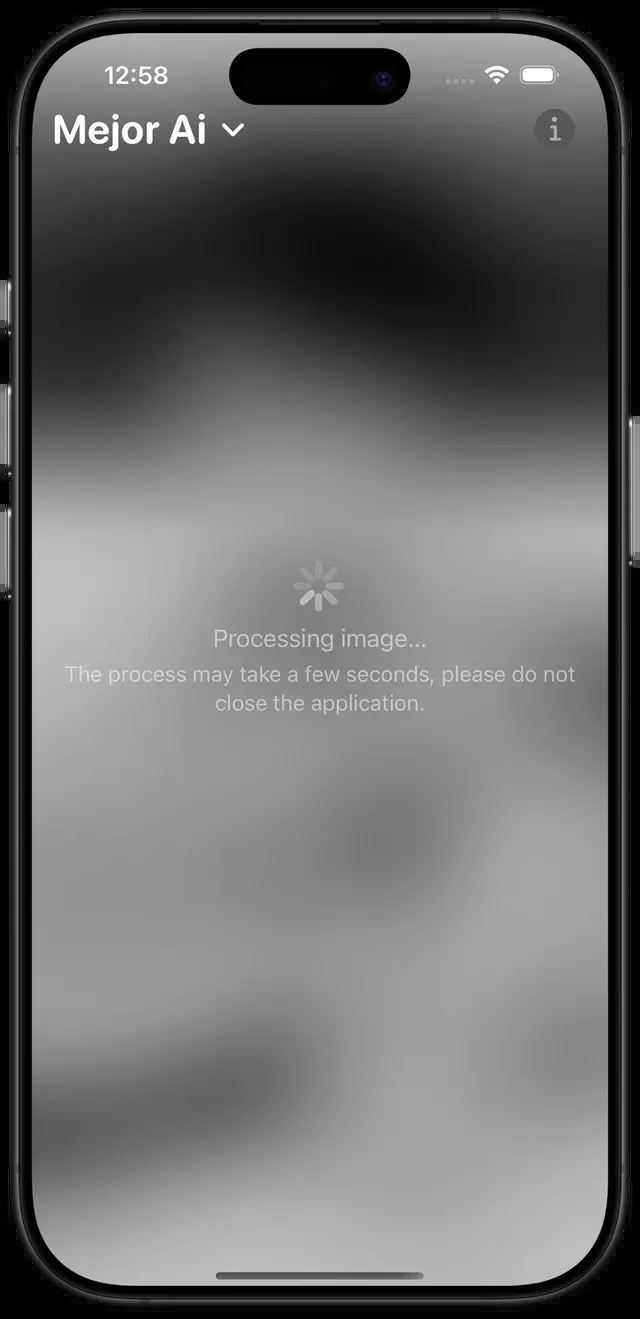 12:58
Mejor Ai
Processing image...
The process may take a few seconds, please do not
close the application.